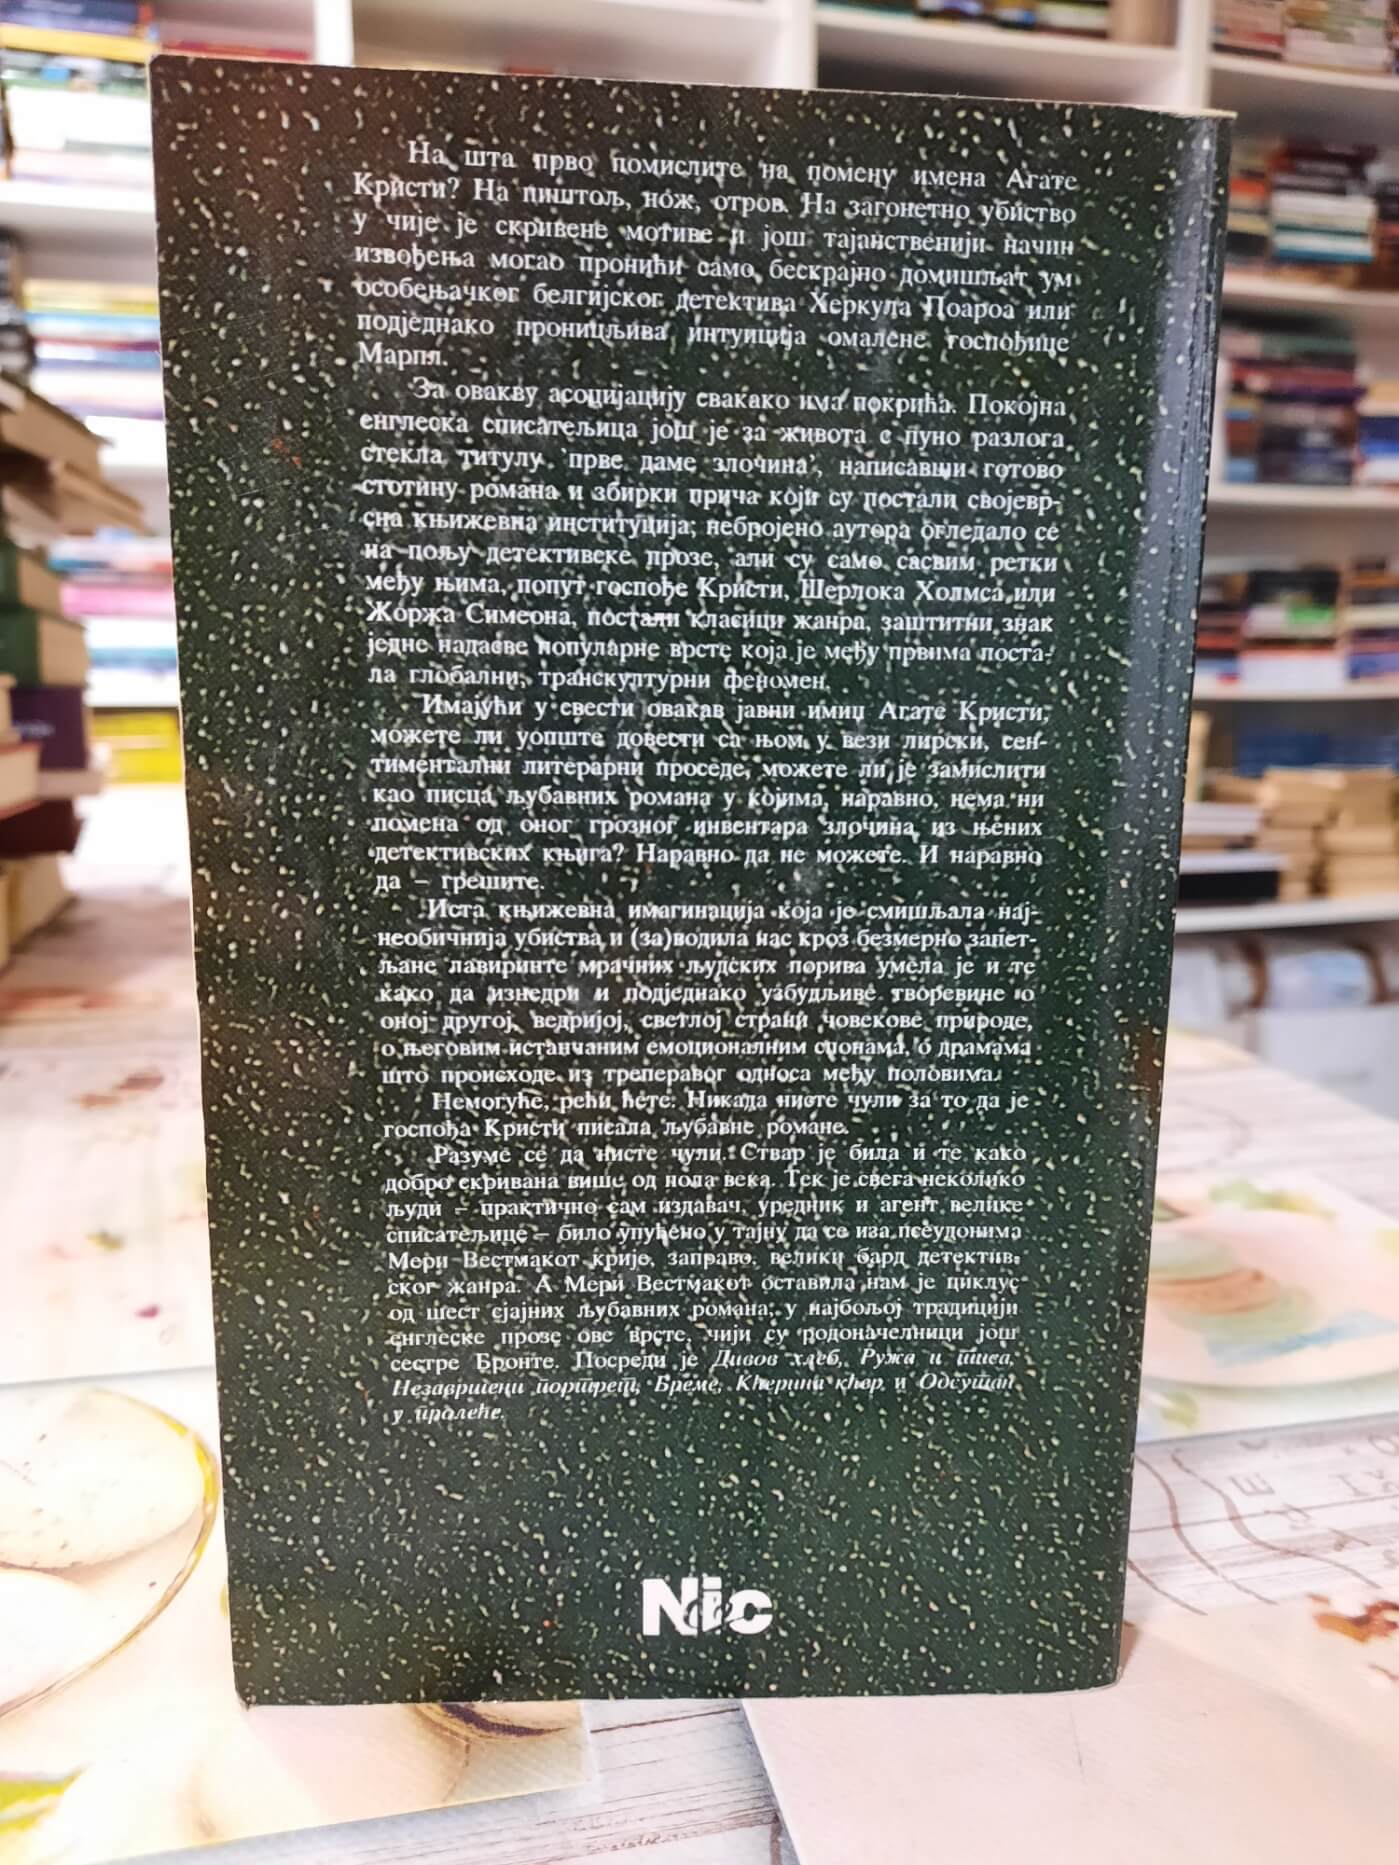 На шта прво помислите на помену имена Агате
Кристи? На пиштољ, нож, отров. На загонетно убиство
у чије је скривене мотиве и још тајанственији начин
извођења могао пронићи само бескрајно домишљат ум
особењачког белгијског детектива Херкула Поароа или
подједнако проницљива интуиција омалене госпођице
Марпл.
За овакву асоцијацију свакако има покрића. Покојна
енглеска списатељица још је за живота с пуно разлога
стекла титулу 'прве даме злочина', написавши готово
стотину романа и збирки прича који су постали својевр-
сна књижевна институција; небројено аутора огледало се
на пољу детективске прозе, али су само сасвим ретки
међу њима, попут госпође Кристи, Шерлока Холмса или
Жоржа Симеона, постали класици жанра, заштитни знак
једне надасве популарне врсте која је међу првима поста-
ла глобални, транскултурни феномен.
Имајући у свести овакав јавни имиџ Агате Кристи,
можете ли уопште довести са њом у вези лирски, сен-
тиментални литерарни проседе, можете ли је замислити
као писца љубавних романа у којима, наравно, нема ни
помена од оног грозног инвентара злочина из њених
детективских књига? Наравно да не можете. И наравно
да – грешите.
Иста књижевна имагинација која је смишљала нај-
необичнија убиства и (за)водила нас кроз безмерно запет-
љане лавиринте мрачних људских порива умела је и те
како да изнедри и подједнако узбудљиве творевине о
оној другој, ведријој, светлој страни човекове природе,
о његовим истанчаним емоционалним спонама, о драмама
што происходе из треперавог односа међу половима.
Немогуће, рећи ћете. Никада нисте чули за то да је
госпођа Кристи писала љубавне романе.
Разуме се да нисте чули. Ствар је била и те како
добро скривана више од пола века. Тек је свега неколико
људи – практично сам издавач, уредник и агент велике
списатељице – било упућено у тајну да се иза псеудонима
Мери Вестмакот крије, заправо, велики бард детектив-
ског жанра. А Мери Вестмакот оставила нам је циклус
од шест сјајних љубавних романа, у најбољој традицији
енглеске прозе ове врсте, чији су родоначелници још
сестре Бронте. Посреди је Дивов хлеб, Ружа и тиса,
Незавршени портрет, Бреме, Кћерина кћер и Одсутан
у пролеће.
Nic